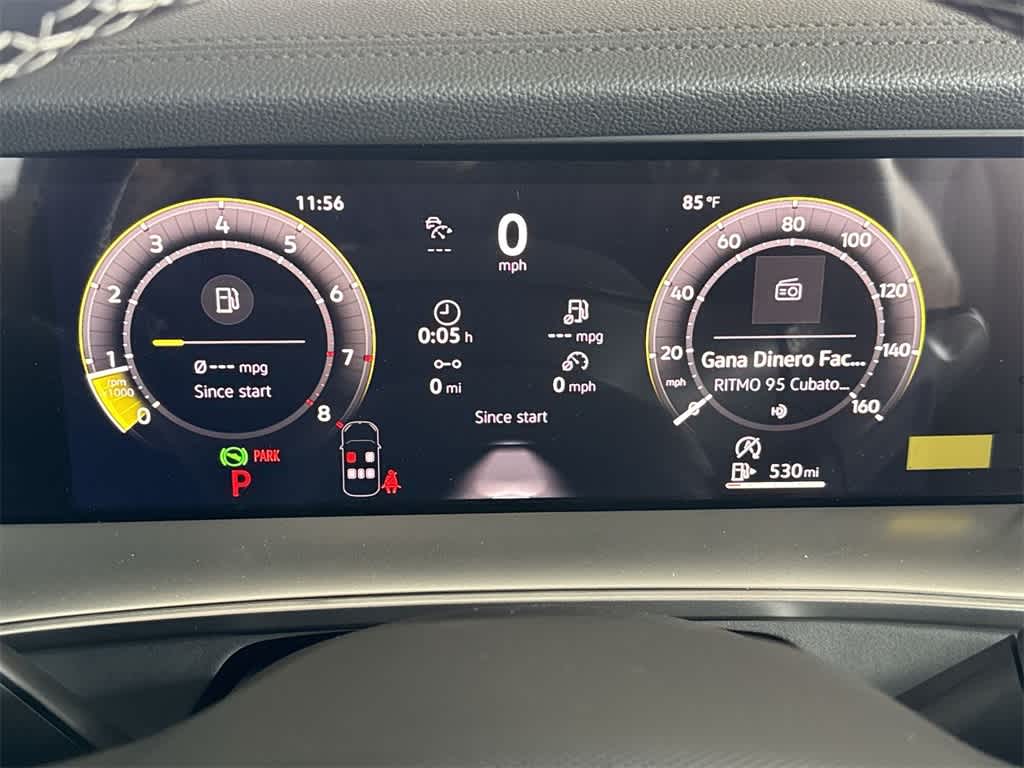 11:56
4
3
5
2
6
1
7
0
8
rpm
x1000
Ø --- mpg
Since start
PARK
P
---
0
mph
0:05 h
--- mpg
0 mi
0 mph
Since start
85°F
80
60
100
40
120
20
140
mph
0
160
Gana Dinero Fac...
RITMO 95 Cubato...
530 mi